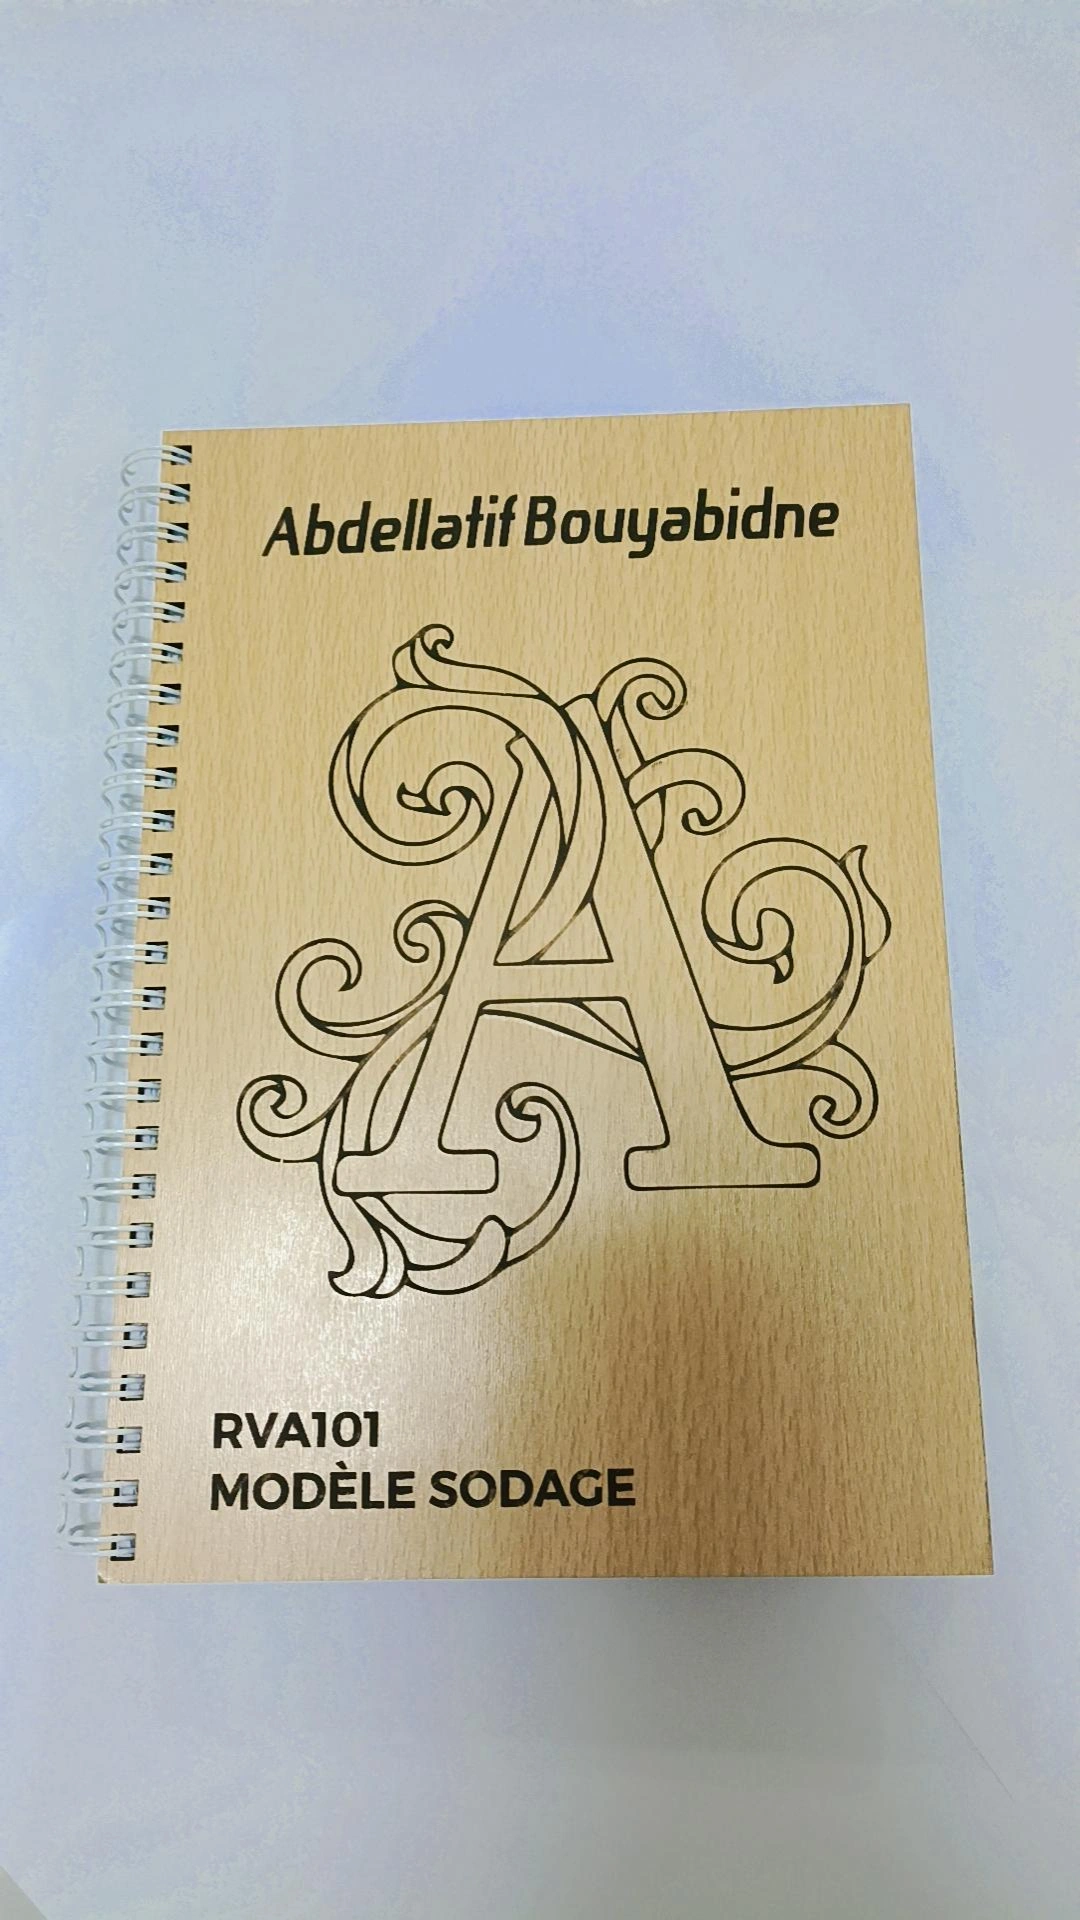 Abdellatif Bouyabidne
A
RVA101
MODÈLE SODAGE